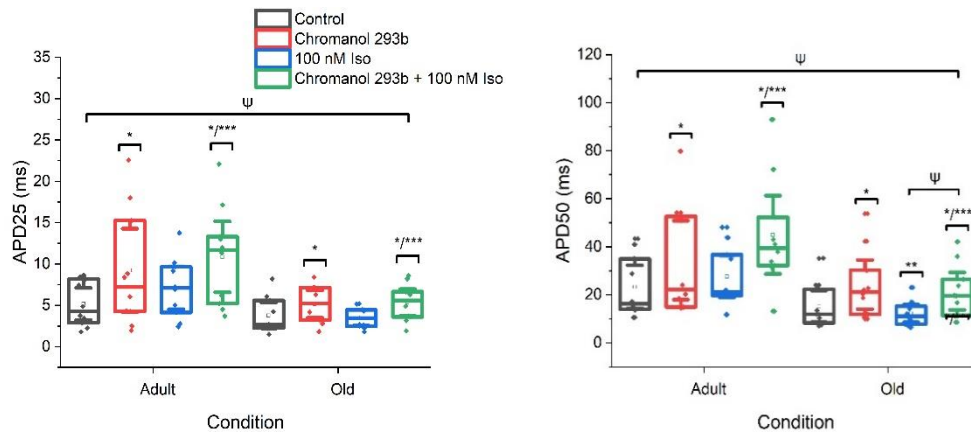 Control
Chromanol 293b
100 nM Iso
Chromanol 293b + 100 nM Iso
35
30
25
20
15
10
5
0
APD25 (ms)
ψ
*
*/***
*
*/***
Adult
Old
Condition
120
100
80
60
40
20
0
APD50 (ms)
ψ
*/***
*
*
ψ
**
*/***
Adult
Old
Condition